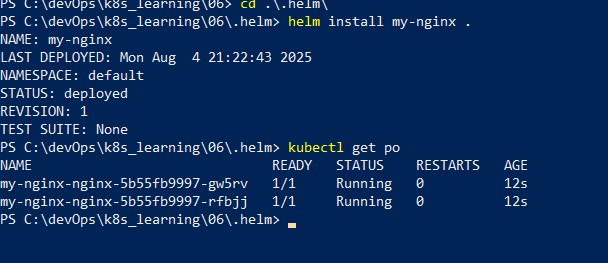 PS C:\devOps\k8s_learning\06> cd .\.helm\
PS C:\devOps\k8s_learning\06\.helm> helm install my-nginx .
NAME: my-nginx
LAST DEPLOYED: Mon Aug  4 21:22:43 2025
NAMESPACE: default
STATUS: deployed
REVISION: 1
TEST SUITE: None
PS C:\devOps\k8s_learning\06\.helm> kubectl get po
NAME                              READY   STATUS    RESTARTS   AGE
my-nginx-nginx-5b55fb9997-gw5rv   1/1     Running   0          12s
my-nginx-nginx-5b55fb9997-rfbjj   1/1     Running   0          12s
PS C:\devOps\k8s_learning\06\.helm>